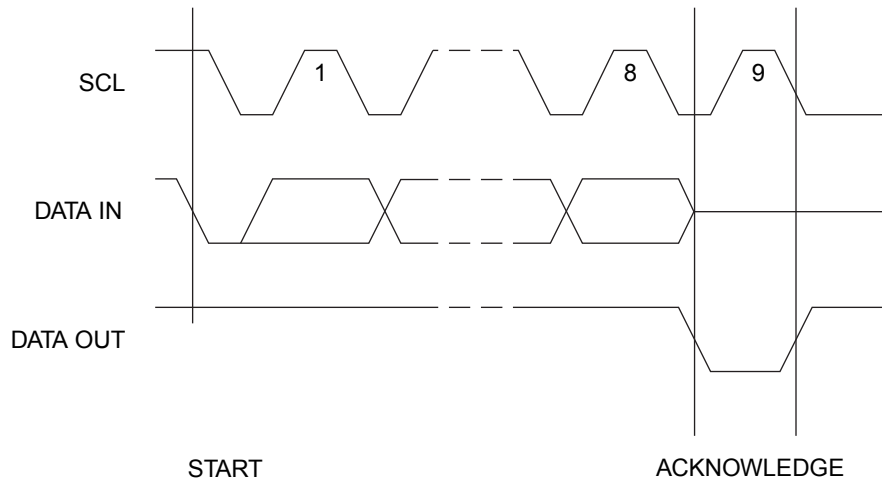 SCL
1
8
9
DATA IN
DATA OUT
START
ACKNOWLEDGE